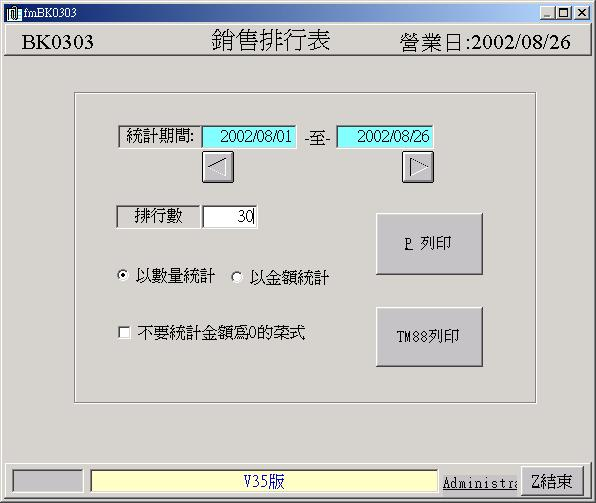 fmBK0303
BK0303 銷售排行表 營業日:2002/08/26
統計期間: 2002/08/01 -至- 2002/08/26
排行數 30
P 列印
以數量統計 以金額統計
不要統計金額為0的菜式
TM88列印
V35版 Administra Z結束